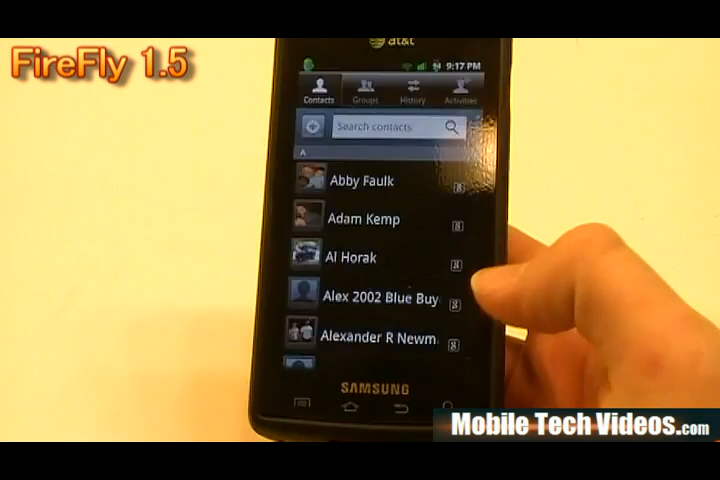 FireFly 1.5
at&t
9:17 PM
Contacts Groups History Activities
Search contacts
A
Abby Faulk
Adam Kemp
Al Horak
Alex 2002 Blue Buy
Alexander R Newm
SAMSUNG
Mobile Tech Videos.com